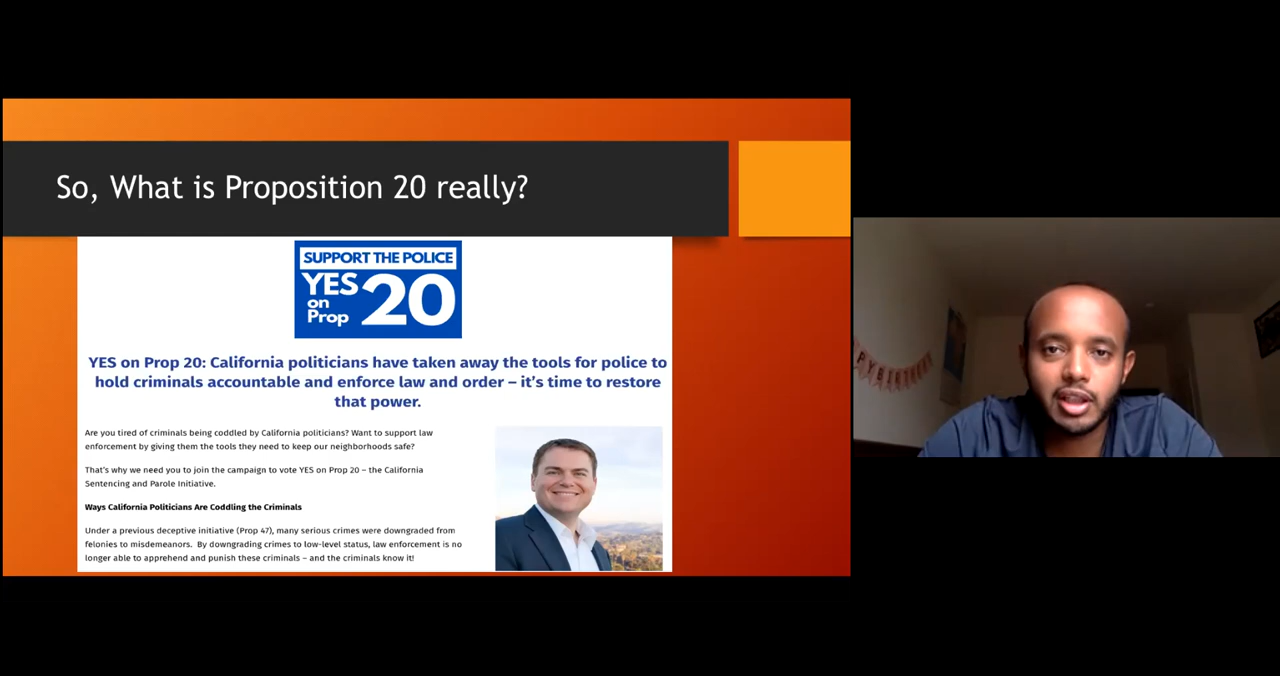 So, What is Proposition 20 really?
SUPPORT THE POLICE
YES
on
Prop
20
YES on Prop 20: California politicians have taken away the tools for police to
hold criminals accountable and enforce law and order – it's time to restore
that power.
Are you tired of criminals being coddled by California politicians? Want to support law
enforcement by giving them the tools they need to keep our neighborhoods safe?
That's why we need you to join the campaign to vote YES on Prop 20 – the California
Sentencing and Parole Initiative.
Ways California Politicians Are Coddling the Criminals
Under a previous deceptive initiative (Prop 47), many serious crimes were downgraded from
felonies to misdemeanors. By downgrading crimes to low-level status, law enforcement is no
longer able to apprehend and punish these criminals – and the criminals know it!
PYBIRTH